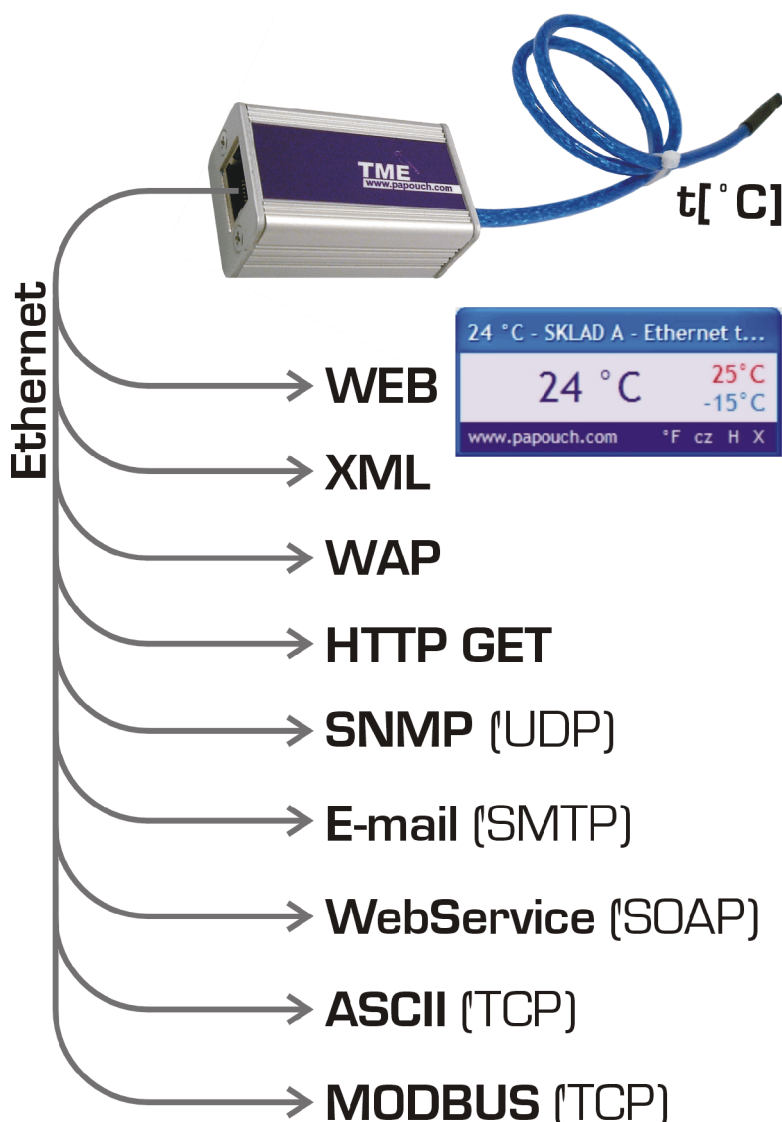 TME
www.papouch.com
t[°C]
Ethernet
24 °C - SKLAD A - Ethernet t...
24 °C
25°C
-15°C
www.papouch.com °F cz H X
WEB
XML
WAP
HTTP GET
SNMP (UDP)
E-mail (SMTP)
WebService (SOAP)
ASCII (TCP)
MODBUS (TCP)